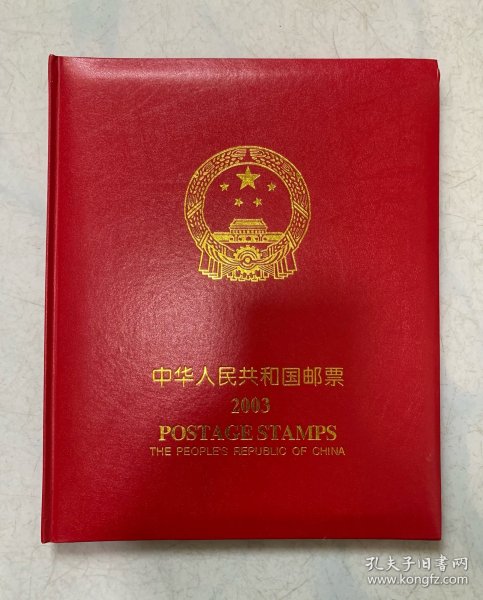 中华人民共和国邮票
2003
POSTAGE STAMPS
THE PEOPLE'S REPUBLIC OF CHINA
孔夫子旧书网
www.kongfz.com